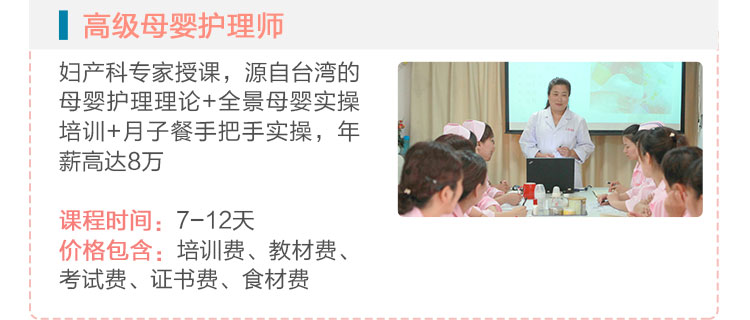 高级母婴护理师
妇产科专家授课，源自台湾的
母婴护理理论+全景母婴实操
培训+月子餐手把手实操，年
薪高达8万
课程时间：7-12天
价格包含：培训费、教材费、
考试费、证书费、食材费